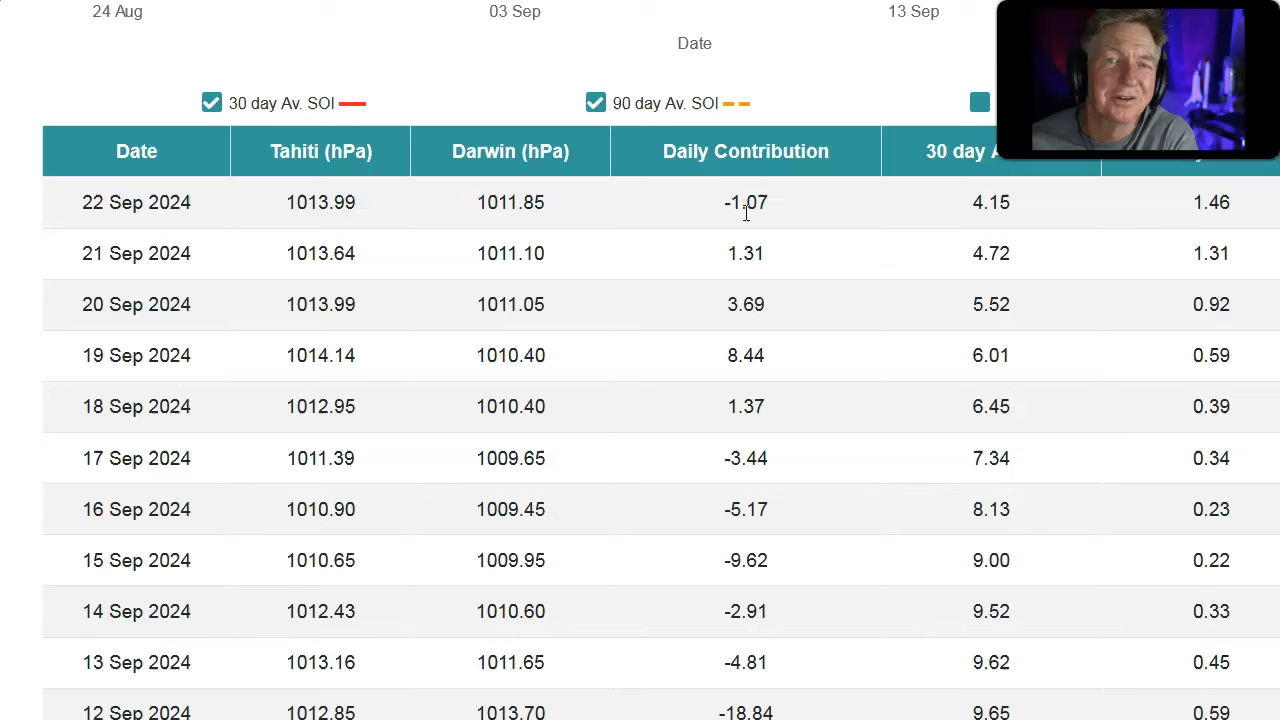 24 Aug 03 Sep 13 Sep
Date
30 day Av. SOI 90 day Av. SOI
Date Tahiti (hPa) Darwin (hPa) Daily Contribution 30 day
22 Sep 2024 1013.99 1011.85 -1.07 4.15 1.46
21 Sep 2024 1013.64 1011.10 1.31 4.72 1.31
20 Sep 2024 1013.99 1011.05 3.69 5.52 0.92
19 Sep 2024 1014.14 1010.40 8.44 6.01 0.59
18 Sep 2024 1012.95 1010.40 1.37 6.45 0.39
17 Sep 2024 1011.39 1009.65 -3.44 7.34 0.34
16 Sep 2024 1010.90 1009.45 -5.17 8.13 0.23
15 Sep 2024 1010.65 1009.95 -9.62 9.00 0.22
14 Sep 2024 1012.43 1010.60 -2.91 9.52 0.33
13 Sep 2024 1013.16 1011.65 -4.81 9.62 0.45
12 Sep 2024 1012.85 1013.70 -18.84 9.65 0.59